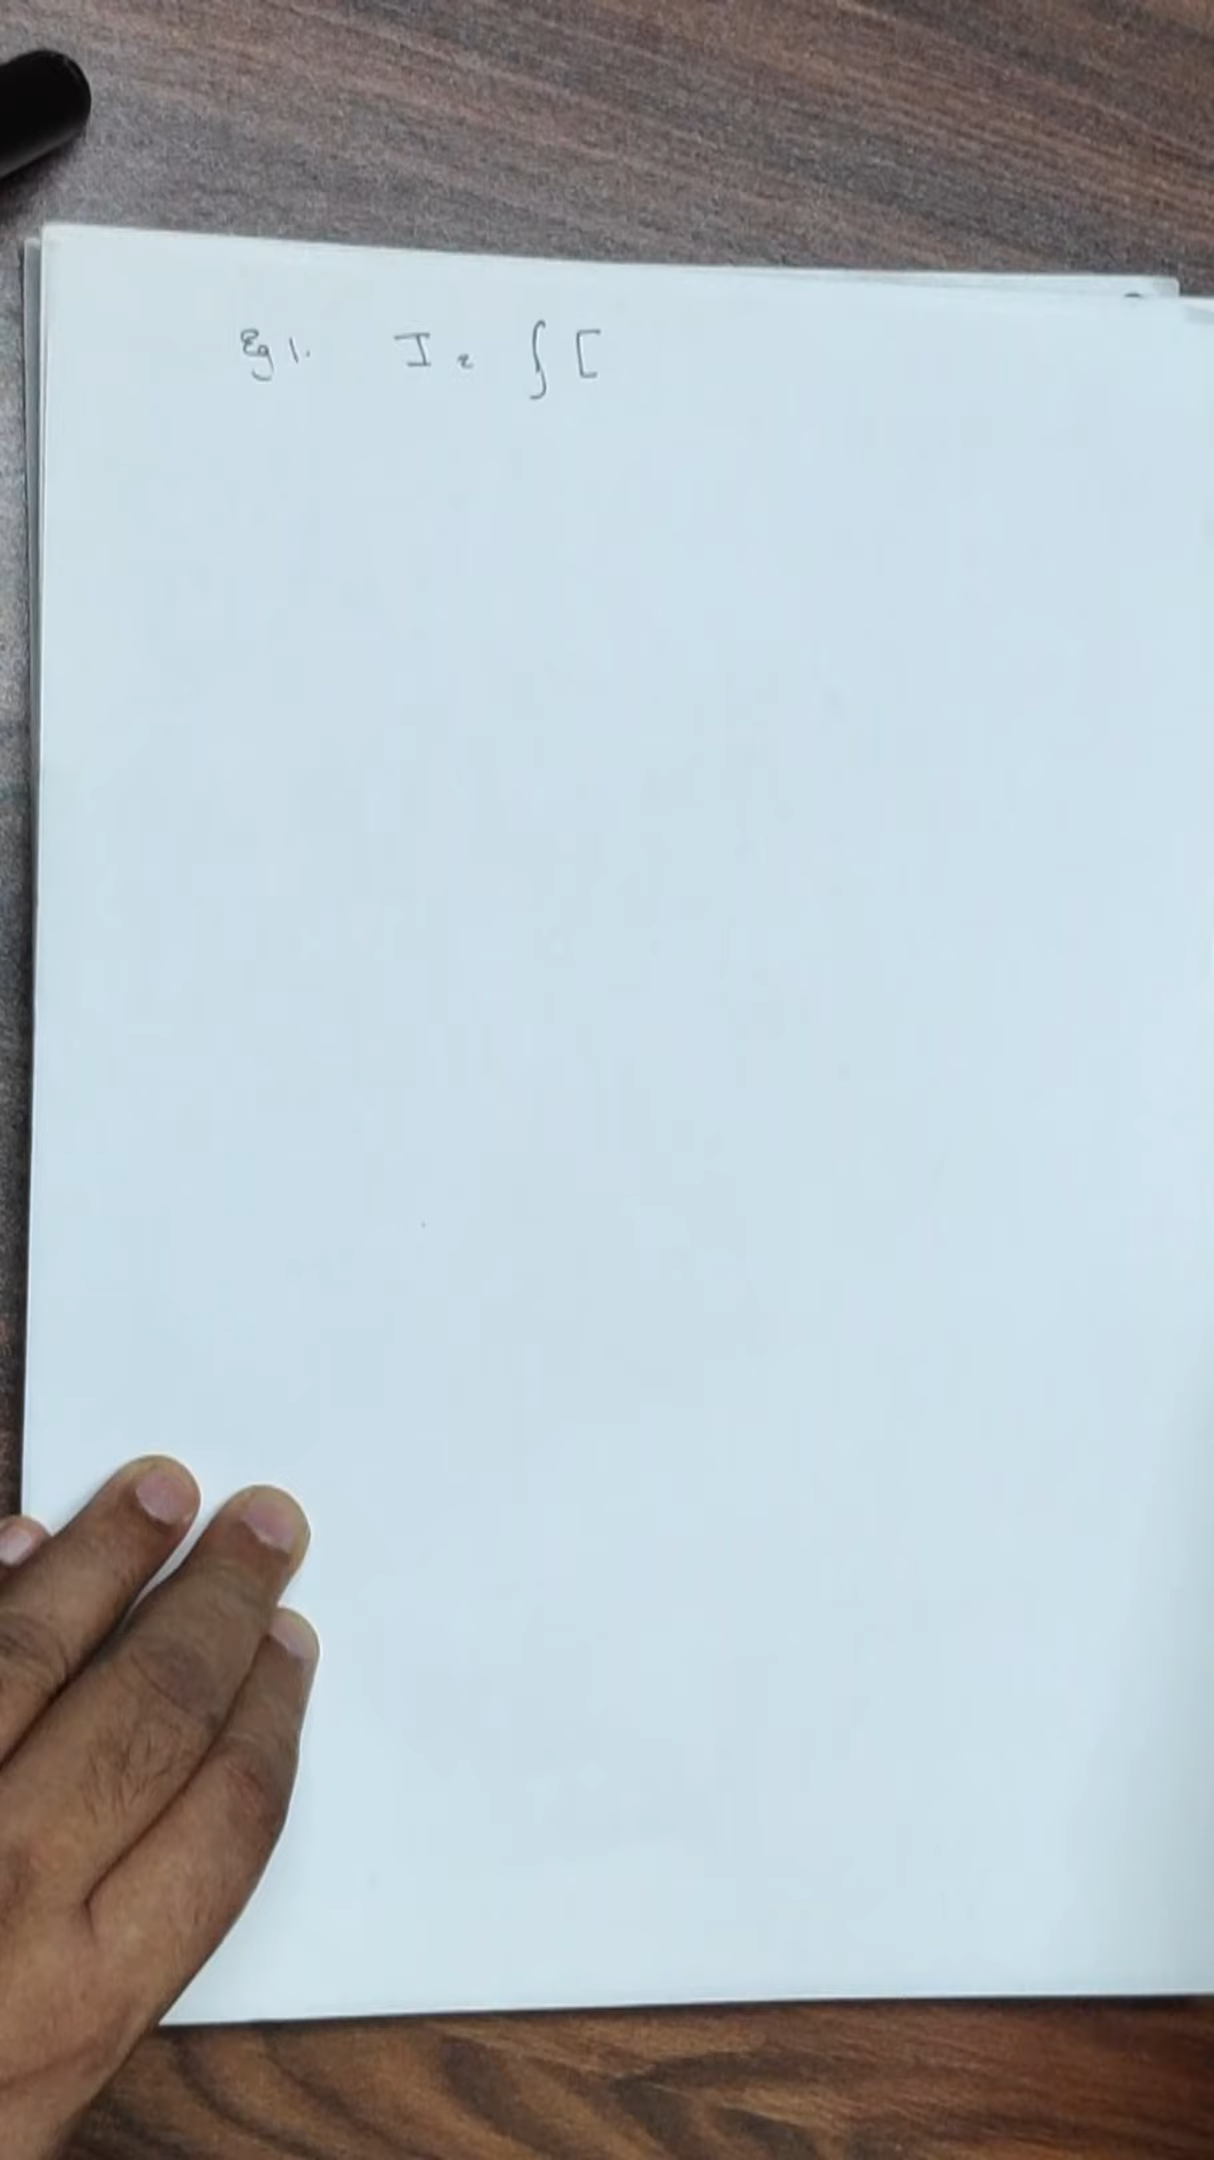 Eg 1. I = ∫ [